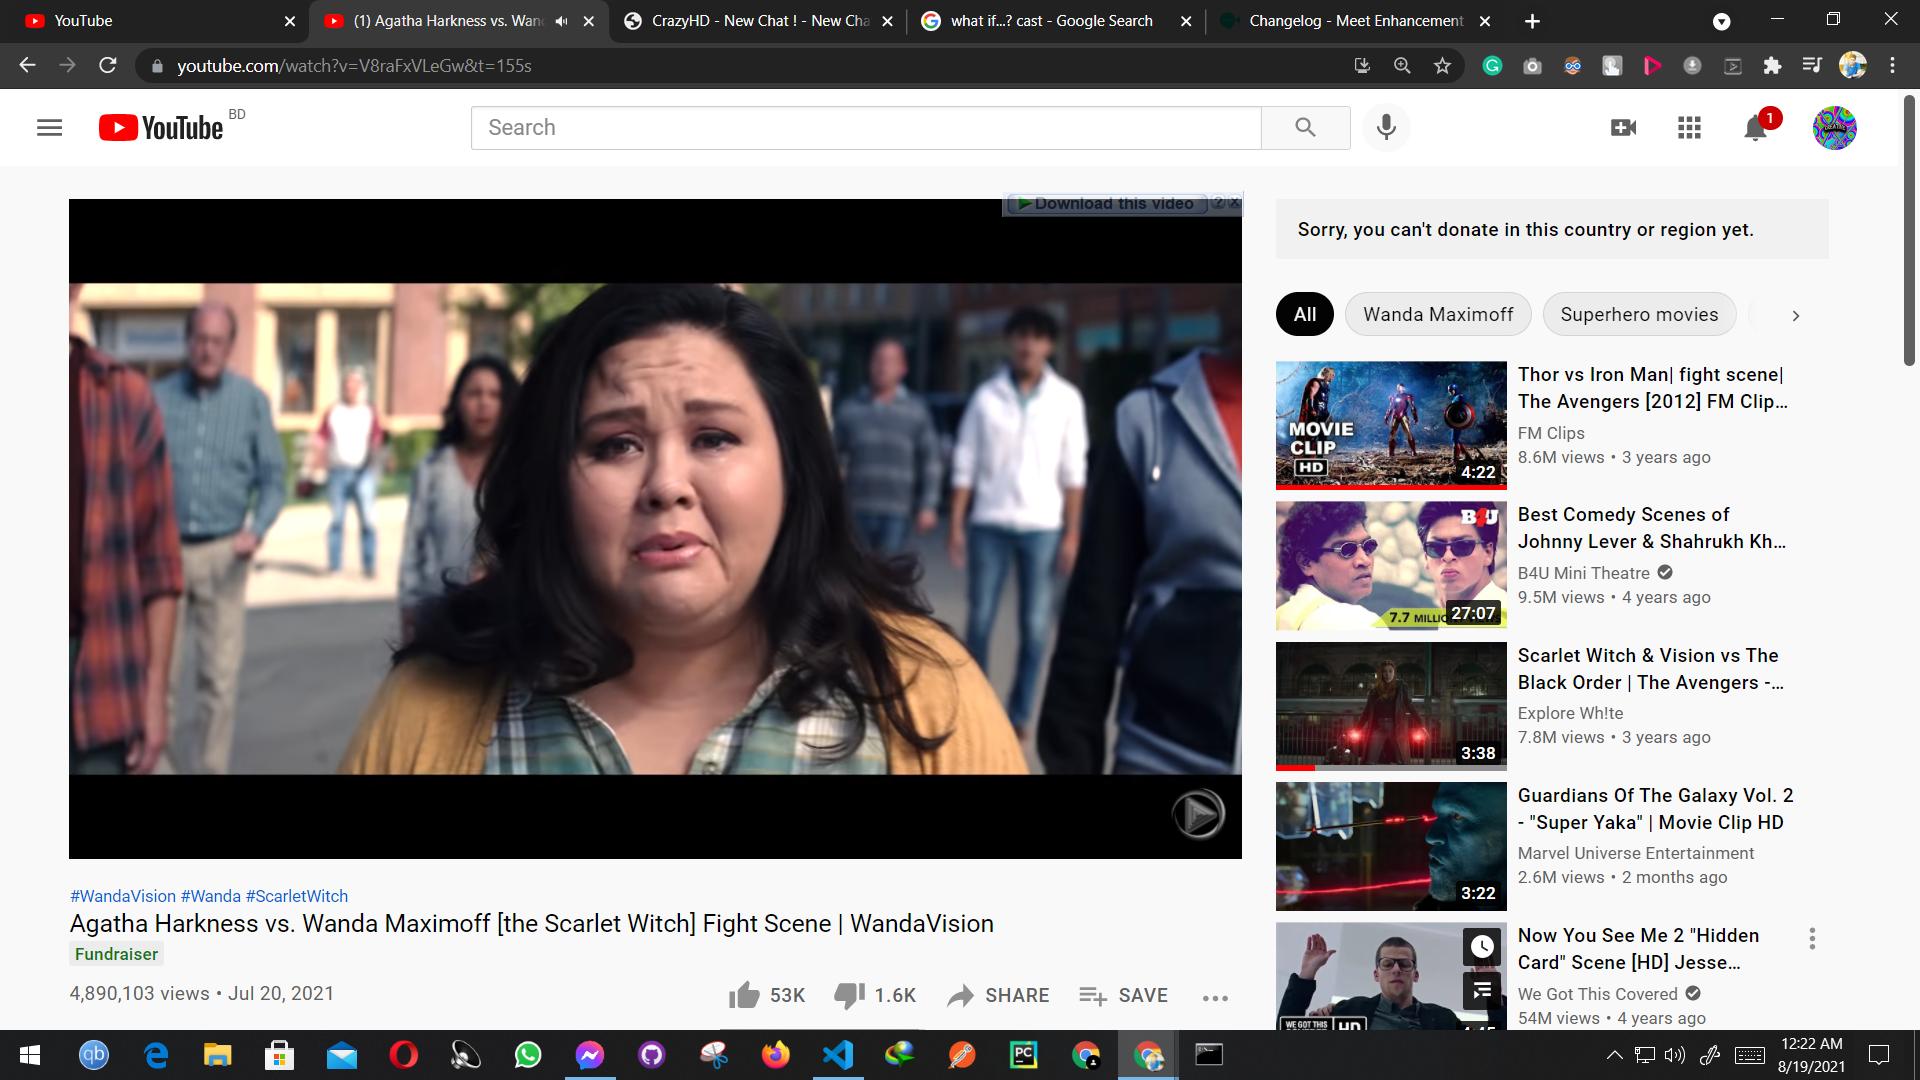 YouTube
(1) Agatha Harkness vs. Wan
CrazyHD - New Chat ! - New Cha
what if...? cast - Google Search
Changelog - Meet Enhancement
youtube.com/watch?v=V8raFxVLeGw&t=155s
YouTube BD
Search
1
Download this video
Sorry, you can't donate in this country or region yet.
All
Wanda Maximoff
Superhero movies
MOVIE
CLIP
HD
4:22
Thor vs Iron Man| fight scene|
The Avengers [2012] FM Clip...
FM Clips
8.6M views • 3 years ago
B4U
7.7
27:07
Best Comedy Scenes of
Johnny Lever & Shahrukh Kh...
B4U Mini Theatre
9.5M views • 4 years ago
3:38
Scarlet Witch & Vision vs The
Black Order | The Avengers -...
Explore Wh!te
7.8M views • 3 years ago
3:22
Guardians Of The Galaxy Vol. 2
- "Super Yaka" | Movie Clip HD
Marvel Universe Entertainment
2.6M views • 2 months ago
WE GOT THIS
HD
Now You See Me 2 "Hidden
Card" Scene [HD] Jesse...
We Got This Covered
54M views • 4 years ago
#WandaVision #Wanda #ScarletWitch
Agatha Harkness vs. Wanda Maximoff [the Scarlet Witch] Fight Scene | WandaVision
Fundraiser
4,890,103 views • Jul 20, 2021
53K
1.6K
SHARE
SAVE
qb
PC
12:22 AM
8/19/2021